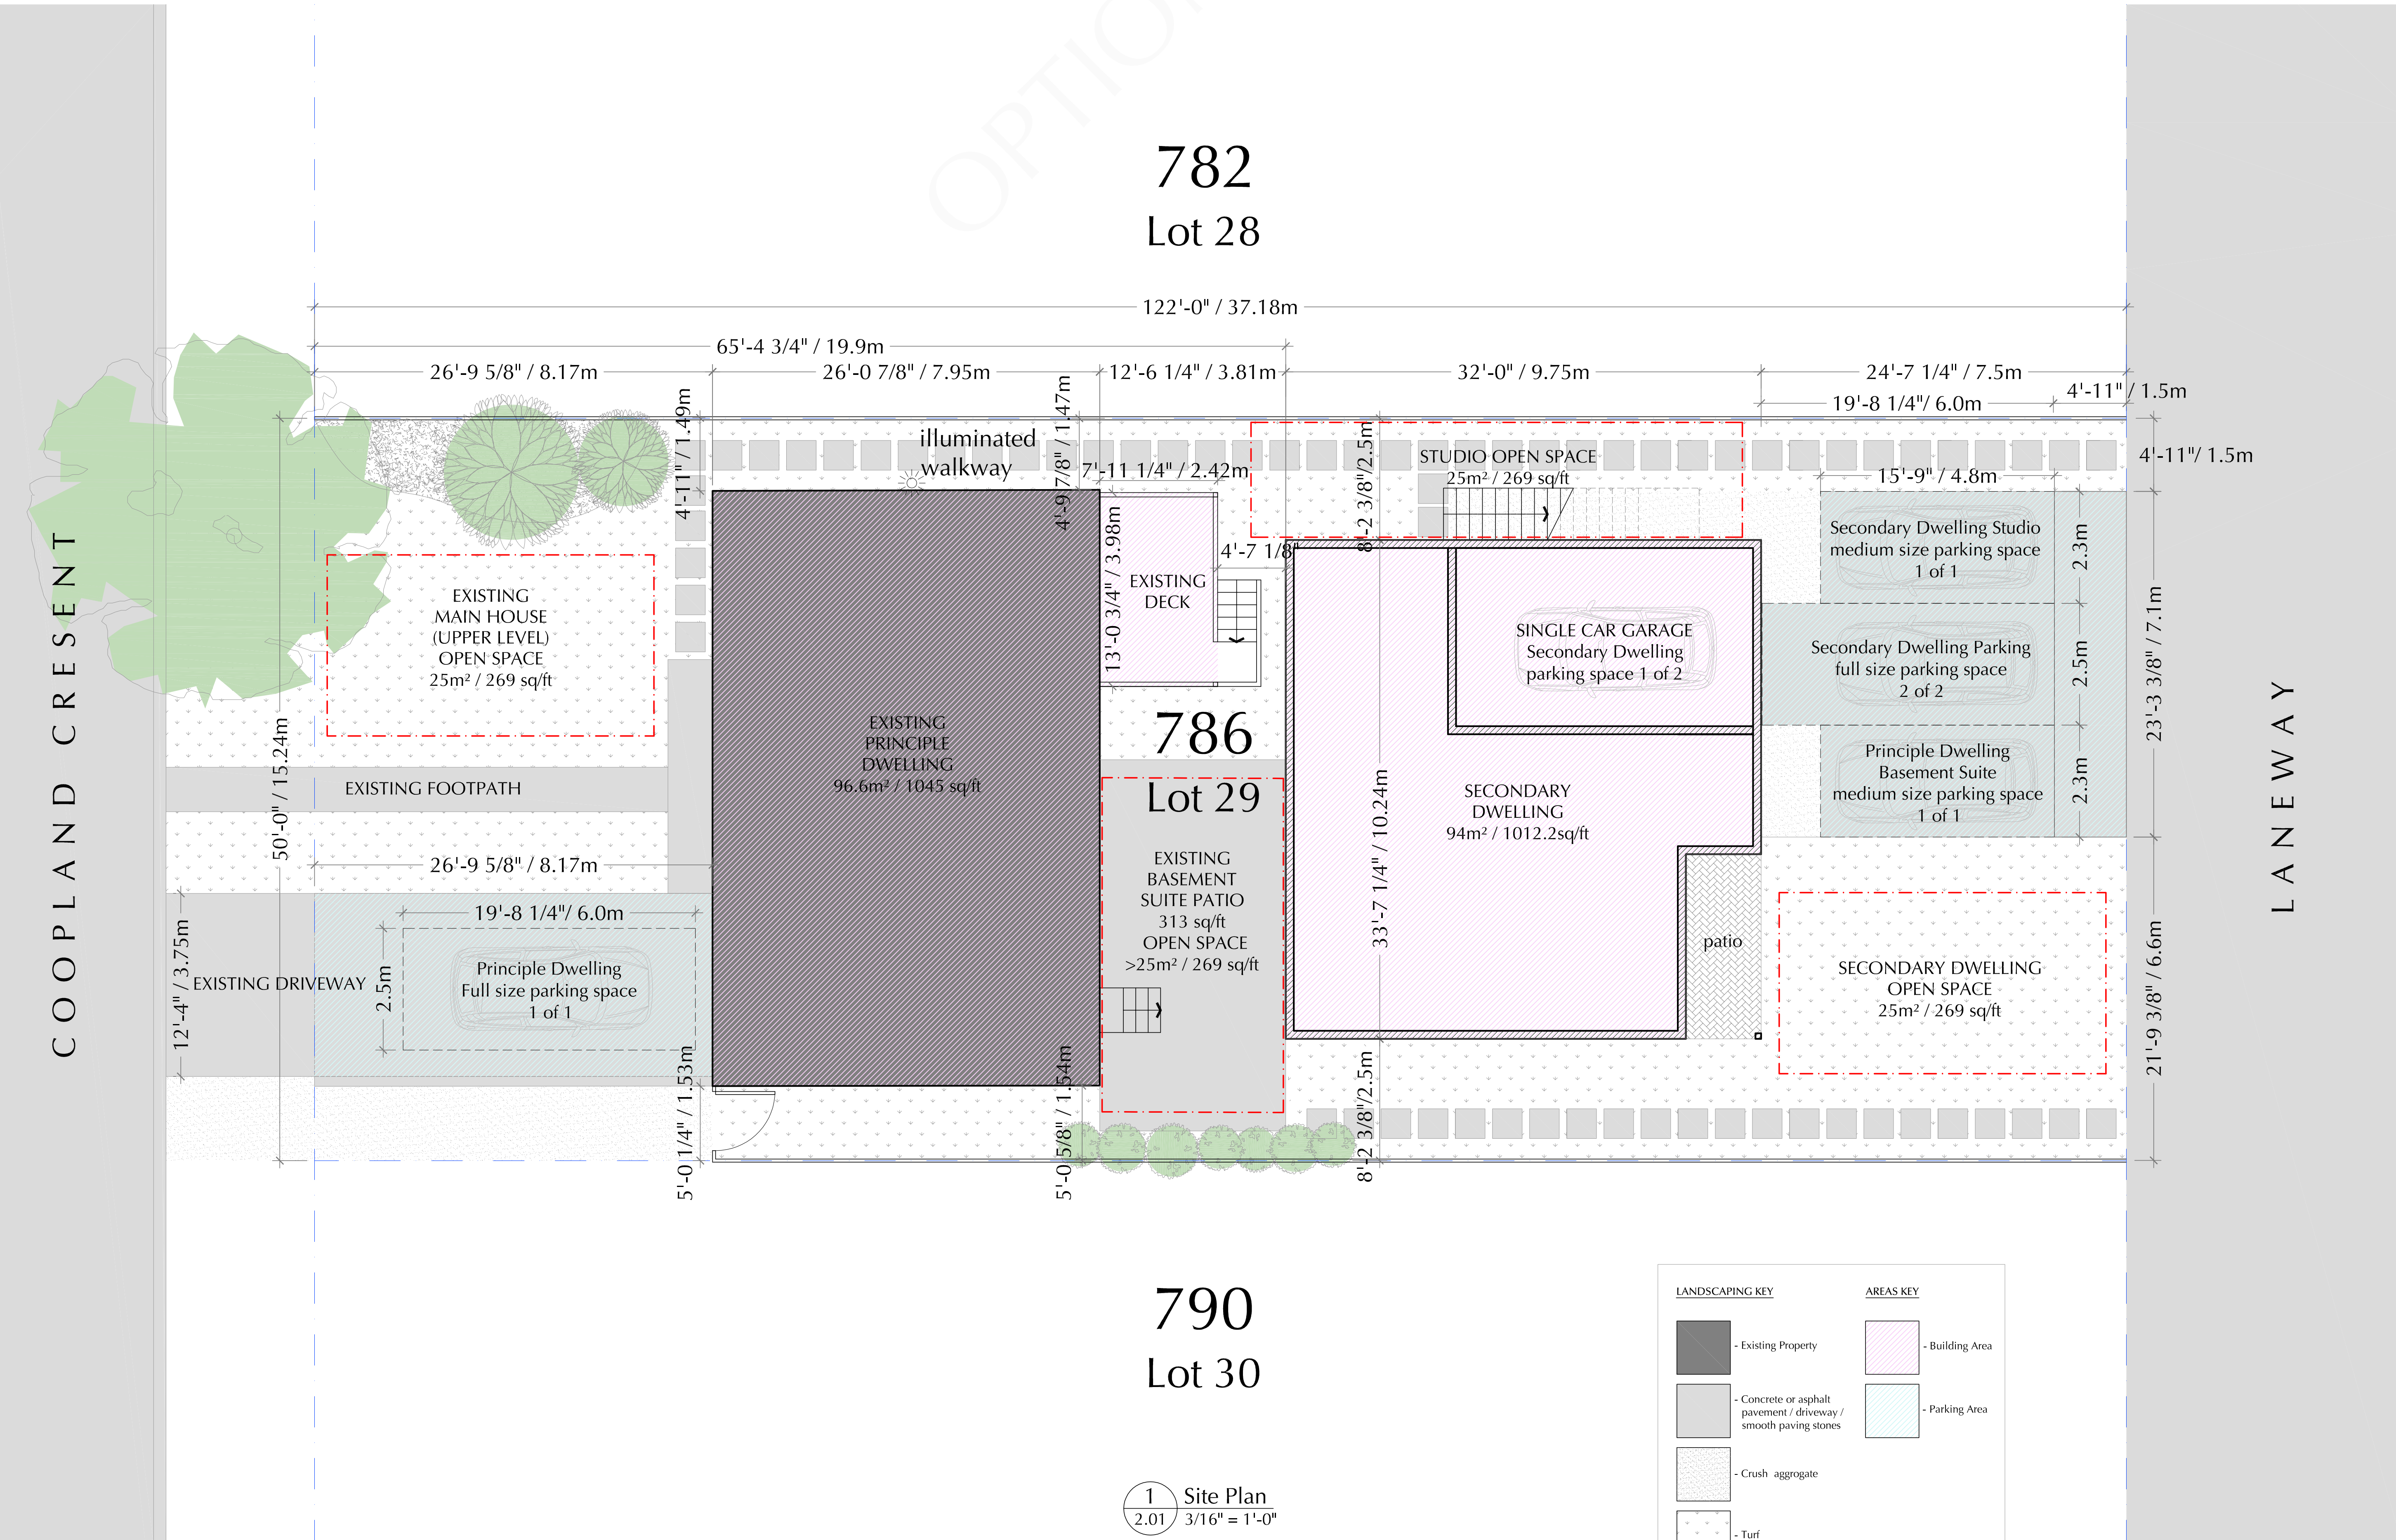 OPTIO
782
Lot 28
122'-0" / 37.18m
65'-4 3/4" / 19.9m
26'-9 5/8" / 8.17m
26'-0 7/8" / 7.95m
12'-6 1/4" / 3.81m
32'-0" / 9.75m
24'-7 1/4" / 7.5m
19'-8 1/4"/ 6.0m
4'-11" / 1.5m
4'-11" / 1.49m
illuminated
walkway
4'-9 7/8" / 1.47m
7'-11 1/4" / 2.42m
8'-2 3/8"/2.5m
STUDIO OPEN SPACE
25m² / 269 sq/ft
15'-9" / 4.8m
4'-11"/ 1.5m
COOPLAND CRESENT
EXISTING
MAIN HOUSE
(UPPER LEVEL)
OPEN SPACE
25m² / 269 sq/ft
13'-0 3/4" / 3.98m
EXISTING
DECK
4'-7 1/8"
SINGLE CAR GARAGE
Secondary Dwelling
parking space 1 of 2
Secondary Dwelling Studio
medium size parking space
1 of 1
2.3m
Secondary Dwelling Parking
full size parking space
2 of 2
2.5m
23'-3 3/8" / 7.1m
Principle Dwelling
Basement Suite
medium size parking space
1 of 1
2.3m
LANEWAY
50'-0" / 15.24m
EXISTING FOOTPATH
EXISTING
PRINCIPLE
DWELLING
96.6m² / 1045 sq/ft
786
Lot 29
EXISTING
BASEMENT
SUITE PATIO
313 sq/ft
OPEN SPACE
>25m² / 269 sq/ft
33'-7 1/4" / 10.24m
SECONDARY
DWELLING
94m² / 1012.2sq/ft
patio
SECONDARY DWELLING
OPEN SPACE
25m² / 269 sq/ft
21'-9 3/8" / 6.6m
26'-9 5/8" / 8.17m
19'-8 1/4"/ 6.0m
12'-4" / 3.75m
EXISTING DRIVEWAY
2.5m
Principle Dwelling
Full size parking space
1 of 1
5'-0 1/4" / 1.53m
5'-0 5/8" / 1.54m
8'-2 3/8"/2.5m
790
Lot 30
1
2.01
Site Plan
3/16" = 1'-0"
LANDSCAPING KEY
- Existing Property
- Concrete or asphalt
pavement / driveway /
smooth paving stones
- Crush aggregate
- Turf
AREAS KEY
- Building Area
- Parking Area